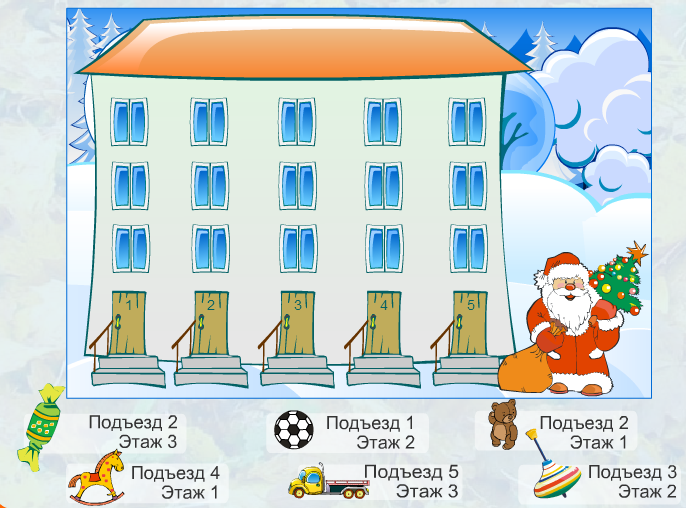 1 2 3 4 5
Подъезд 2
Этаж 3
Подъезд 1
Этаж 2
Подъезд 2
Этаж 1
Подъезд 4
Этаж 1
Подъезд 5
Этаж 3
Подъезд 3
Этаж 2